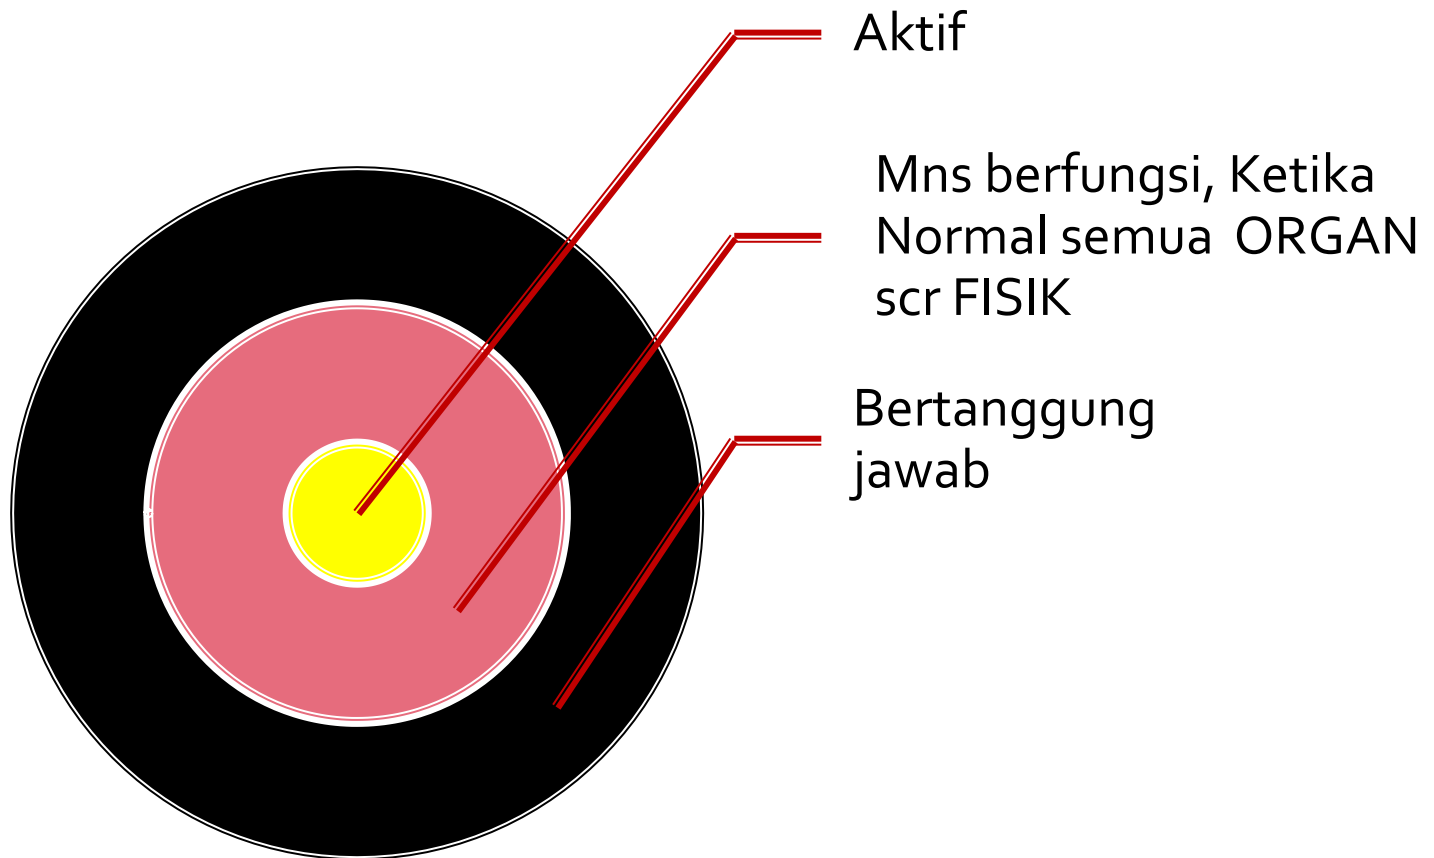 Aktif
Mns berfungsi, Ketika
Normal semua ORGAN
scr FISIK
Bertanggung
jawab